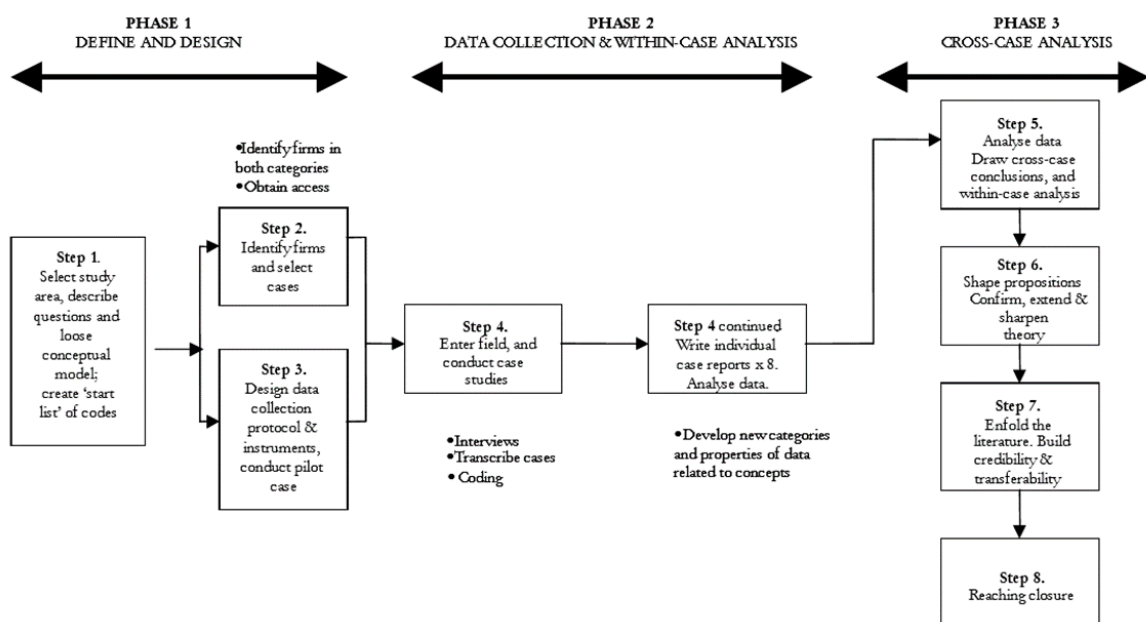 PHASE 1
DEFINE AND DESIGN
PHASE 2
DATA COLLECTION & WITHIN-CASE ANALYSIS
PHASE 3
CROSS-CASE ANALYSIS
•Identify firms in
both categories
• Obtain access
Step 1.
Select study
area, describe
questions and
loose
conceptual
model;
create ‘start
list’ of codes
Step 2.
Identify firms
and select
cases
Step 3.
Design data
collection
protocol &
instruments,
conduct pilot
case
Step 4.
Enter field, and
conduct case
studies
•Interviews
•Transcribe cases
• Coding
Step 4 continued
Write individual
case reports x 8.
Analyse data.
•Develop new categories
and properties of data
related to concepts
Step 5.
Analyse data
Draw cross-case
conclusions, and
within-case analysis
Step 6.
Shape propositions
Confirm, extend &
sharpen
theory
Step 7.
Enfold the
literature. Build
credibility &
transferability
Step 8.
Reaching closure